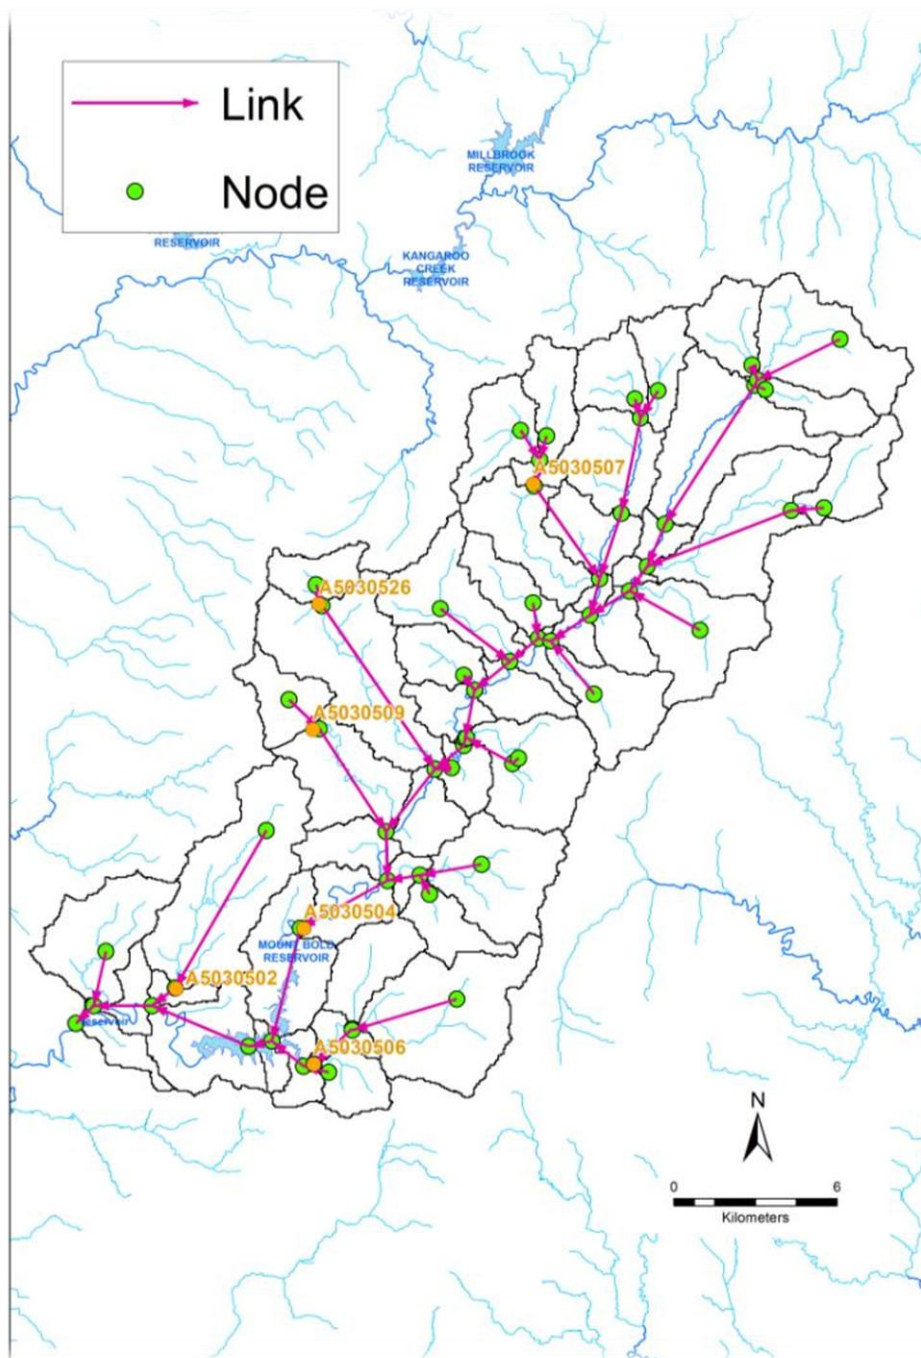 Link
Node
MILLBROOK
RESERVOIR
RESERVOIR
KANGAROO
CREEK
RESERVOIR
A5030507
A5030526
A5030509
A5030504
MOUNT BOLD
RESERVOIR
A5030502
A5030506
N
0 6
Kilometers